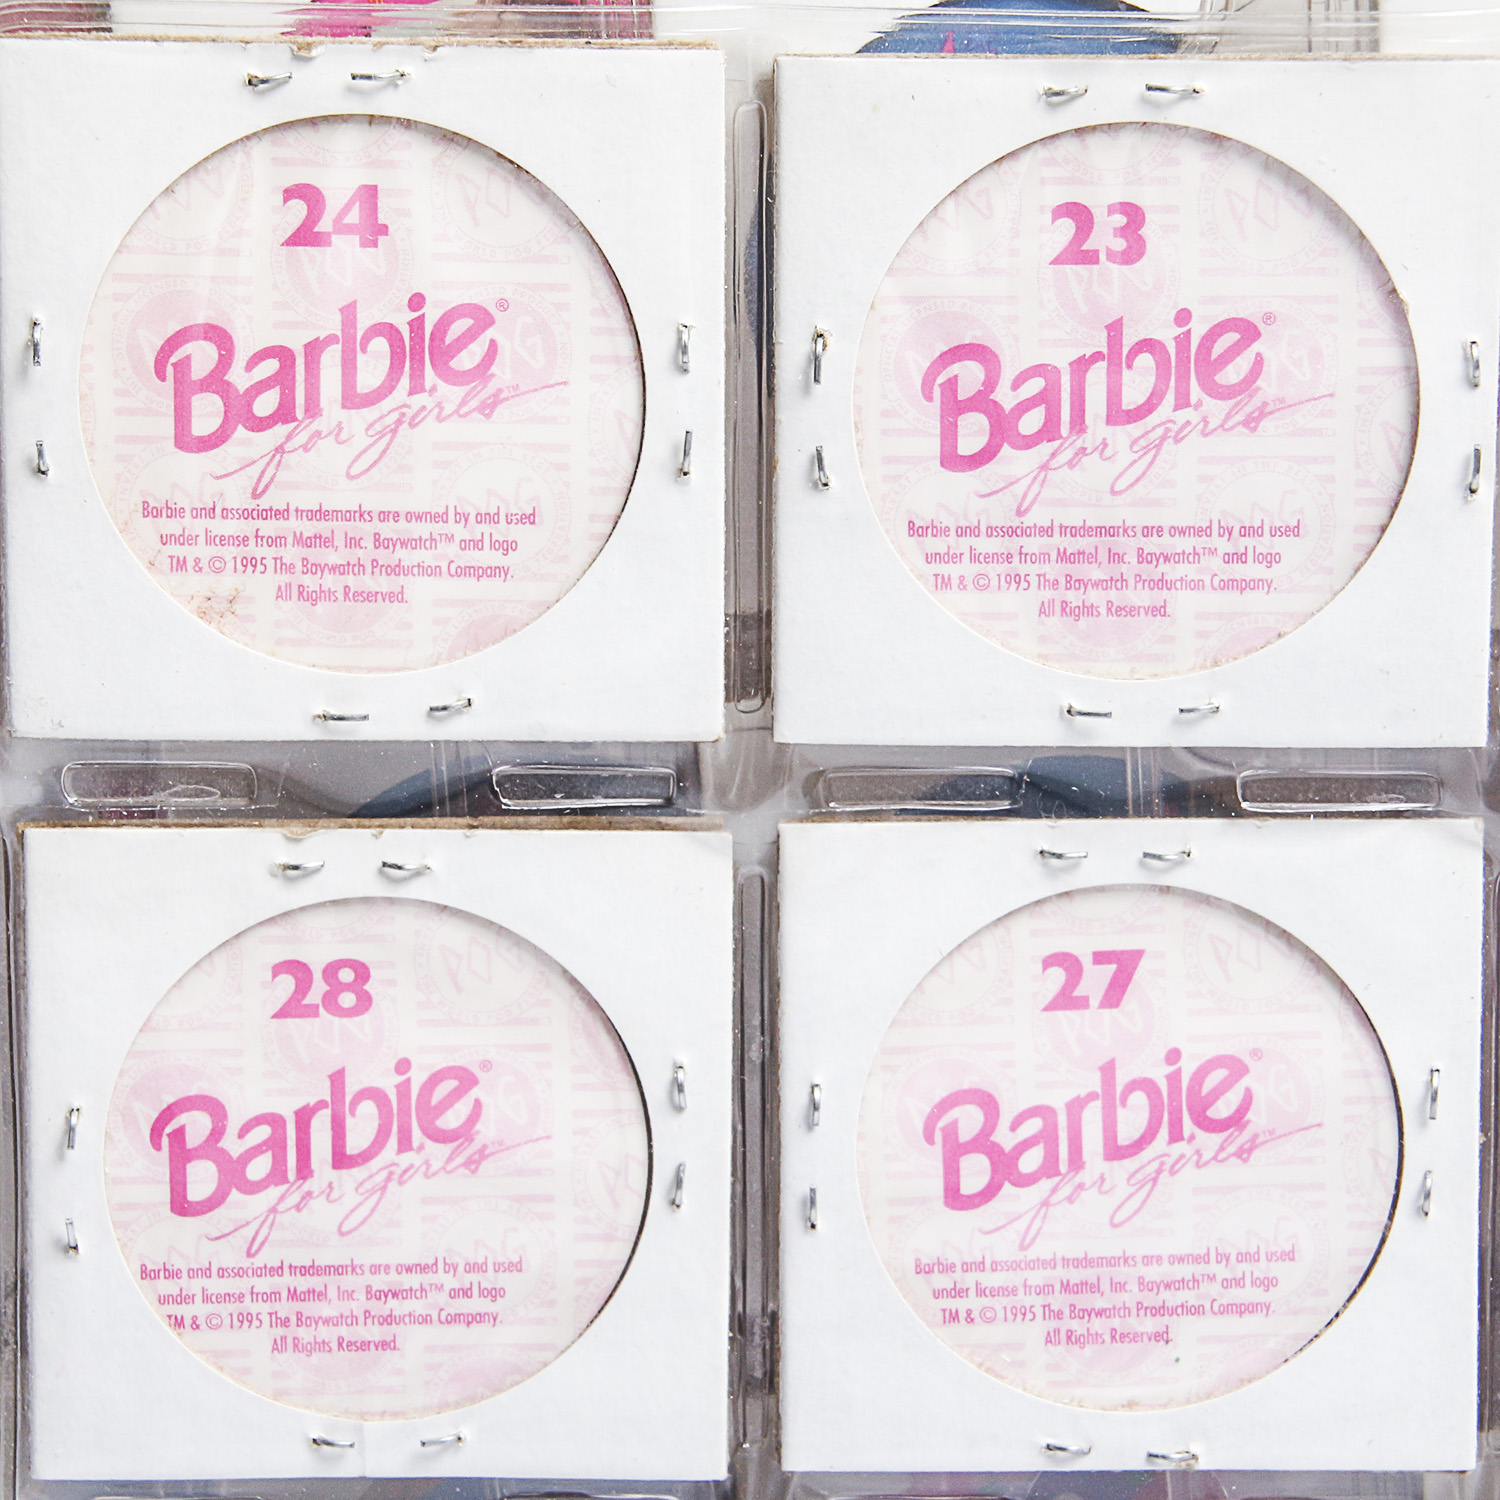 24
Barbie®
for girls™
Barbie and associated trademarks are owned by and used
under license from Mattel, Inc. Baywatch™ and logo
TM & © 1995 The Baywatch Production Company.
All Rights Reserved.
23
Barbie®
for girls™
Barbie and associated trademarks are owned by and used
under license from Mattel, Inc. Baywatch™ and logo
TM & © 1995 The Baywatch Production Company.
All Rights Reserved.
28
Barbie®
for girls™
Barbie and associated trademarks are owned by and used
under license from Mattel, Inc. Baywatch™ and logo
TM & © 1995 The Baywatch Production Company.
All Rights Reserved.
27
Barbie®
for girls™
Barbie and associated trademarks are owned by and used
under license from Mattel, Inc. Baywatch™ and logo
TM & © 1995 The Baywatch Production Company.
All Rights Reserved.